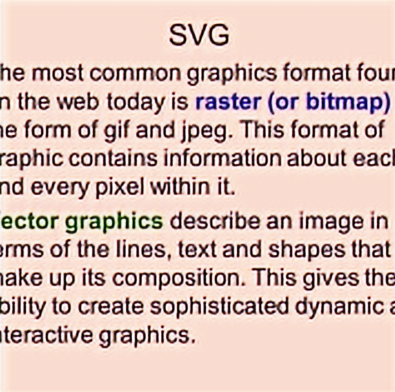 SVG
he most common graphics format four
n the web today is raster (or bitmap)
ne form of gif and jpeg. This format of
raphic contains information about each
nd every pixel within it.
ector graphics describe an image in
erms of the lines, text and shapes that
nake up its composition. This gives the
bility to create sophisticated dynamic a
nteractive graphics.